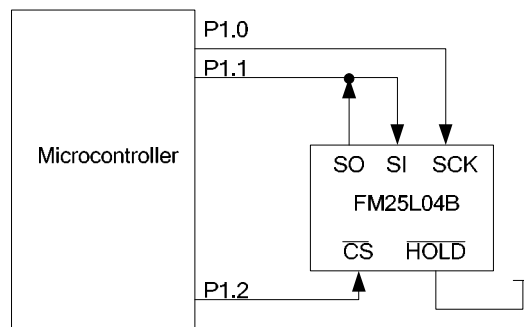 P1.0
P1.1
Microcontroller
SO SI SCK
FM25L04B
CS HOLD
P1.2